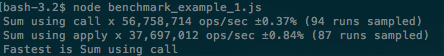 bash-3.2$ node benchmark_example_1.js
Sum using call x 56,758,714 ops/sec ±0.37% (94 runs sampled)
Sum using apply x 37,697,012 ops/sec ±0.84% (87 runs sampled)
Fastest is Sum using call